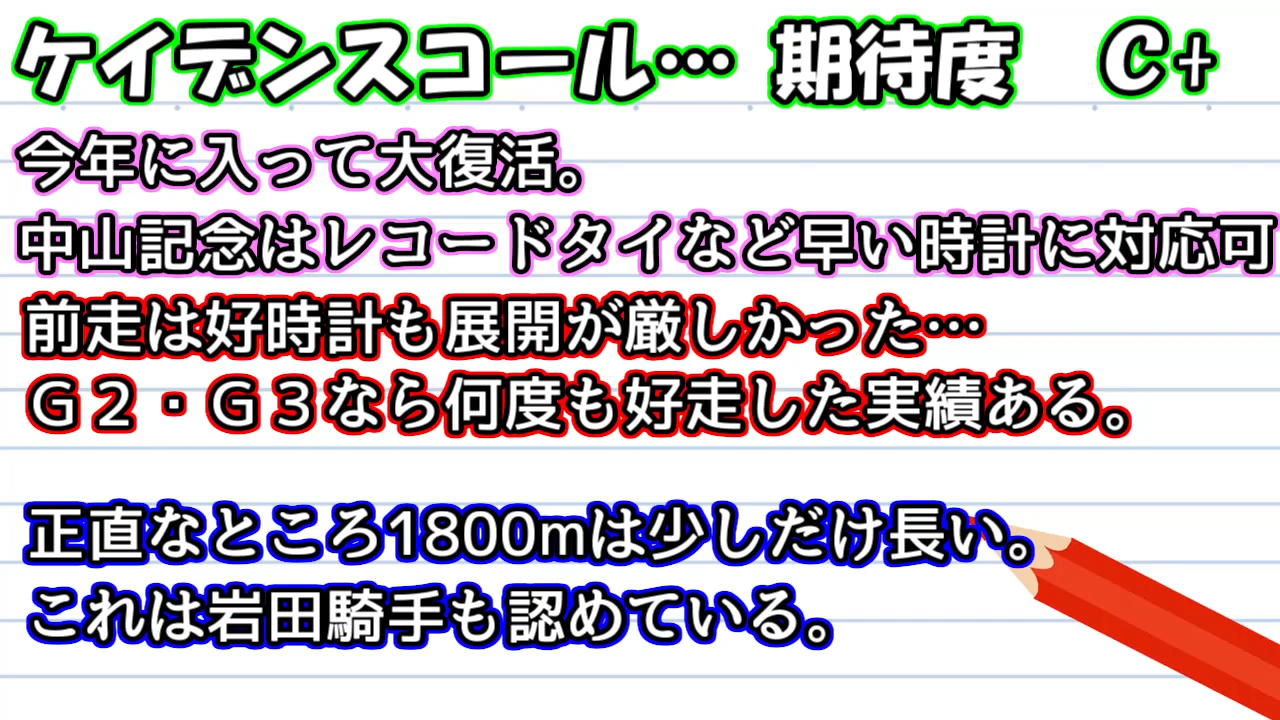 ケイデンスコール… 期待度　C+
今年に入って大復活。
中山記念はレコードタイなど早い時計に対応可
前走は好時計も展開が厳しかった…
Ｇ２・Ｇ３なら何度も好走した実績ある。
正直なところ1800mは少しだけ長い。
これは岩田騎手も認めている。